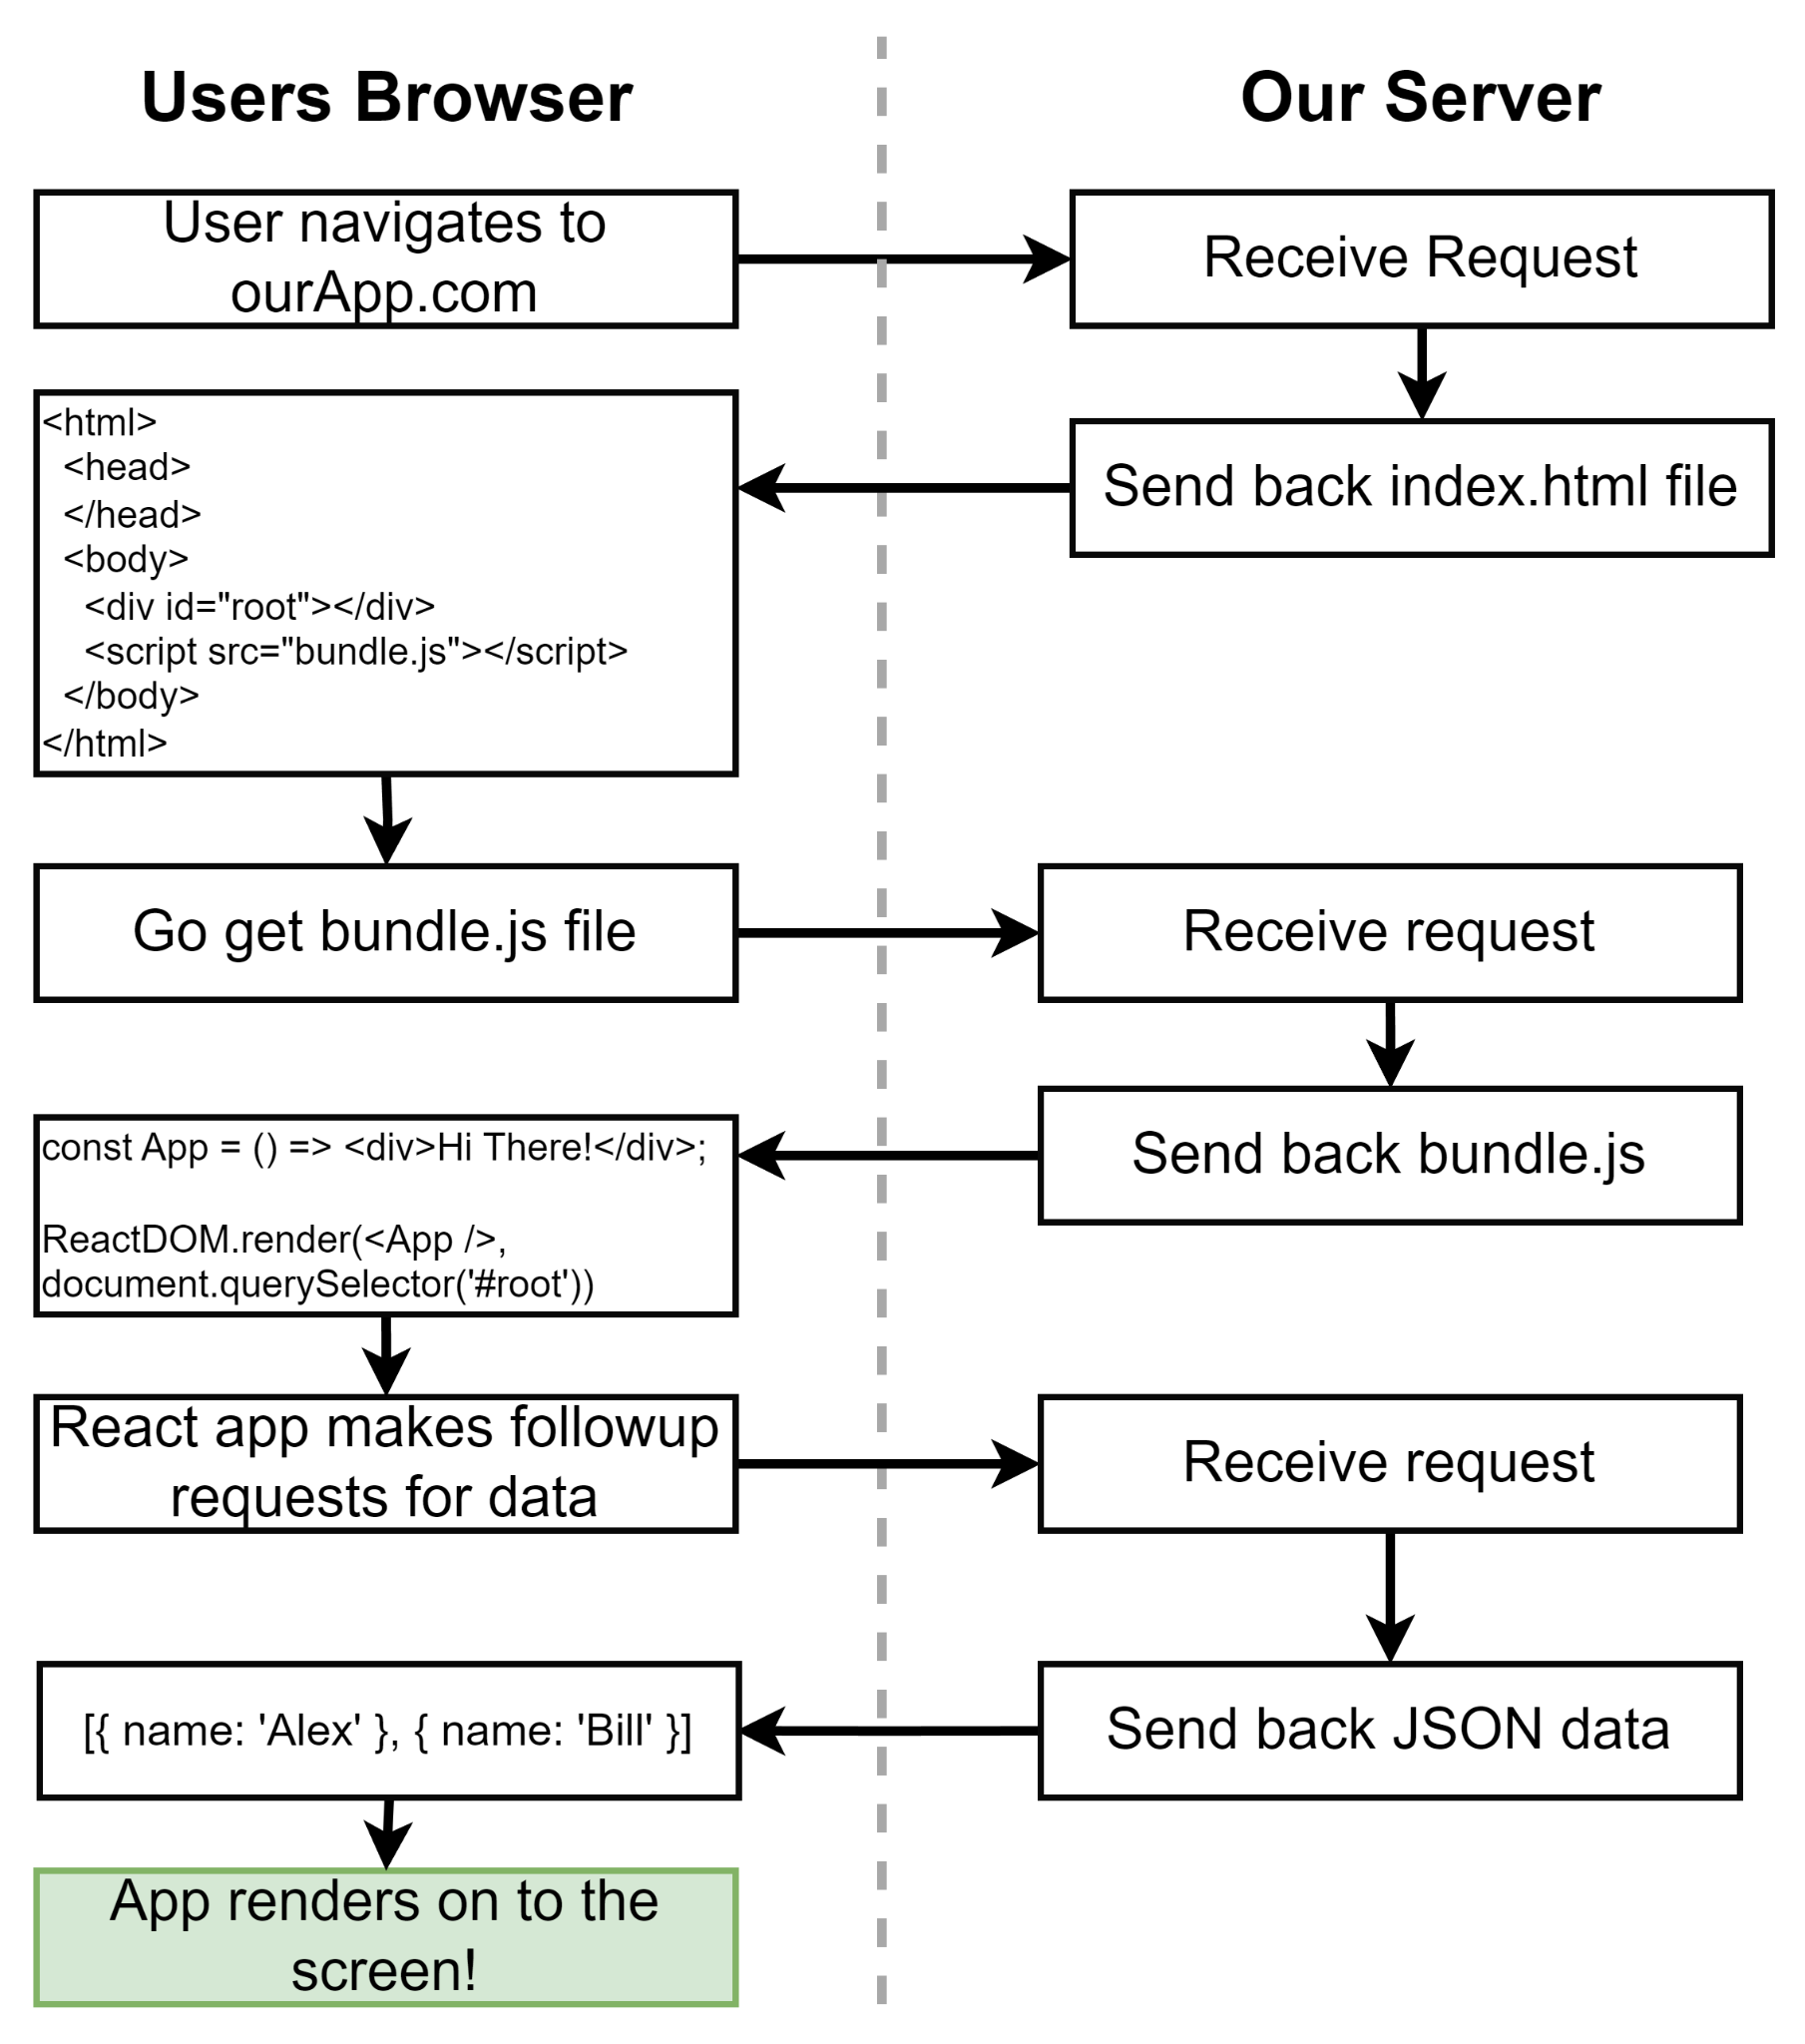 Users Browser
Our Server
User navigates to
ourApp.com
Receive Request
Send back index.html file
<html>
  <head>
  </head>
  <body>
    <div id="root"></div>
    <script src="bundle.js"></script>
  </body>
</html>
Go get bundle.js file
Receive request
Send back bundle.js
const App = () => <div>Hi There!</div>;
ReactDOM.render(<App />,
document.querySelector('#root'))
React app makes followup
requests for data
Receive request
Send back JSON data
[{ name: 'Alex' }, { name: 'Bill' }]
App renders on to the
screen!